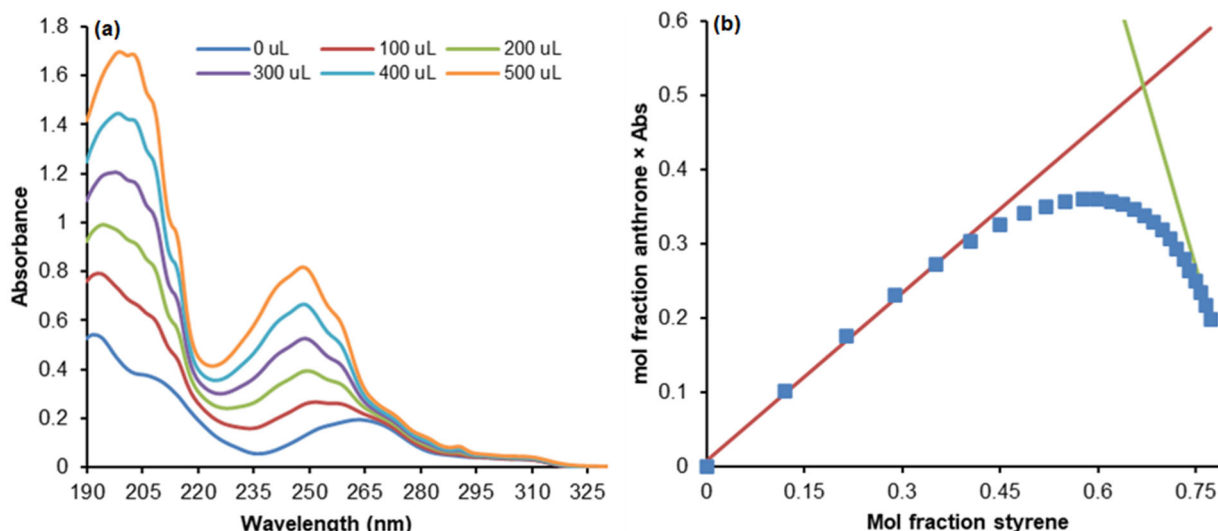 (a)
0 uL 100 uL 200 uL
300 uL 400 uL 500 uL
Absorbance
1.8
1.6
1.4
1.2
1
0.8
0.6
0.4
0.2
0
190 205 220 235 250 265 280 295 310 325
Wavelength (nm)
(b)
mol fraction anthrone × Abs
0.6
0.5
0.4
0.3
0.2
0.1
0
0 0.15 0.3 0.45 0.6 0.75
Mol fraction styrene